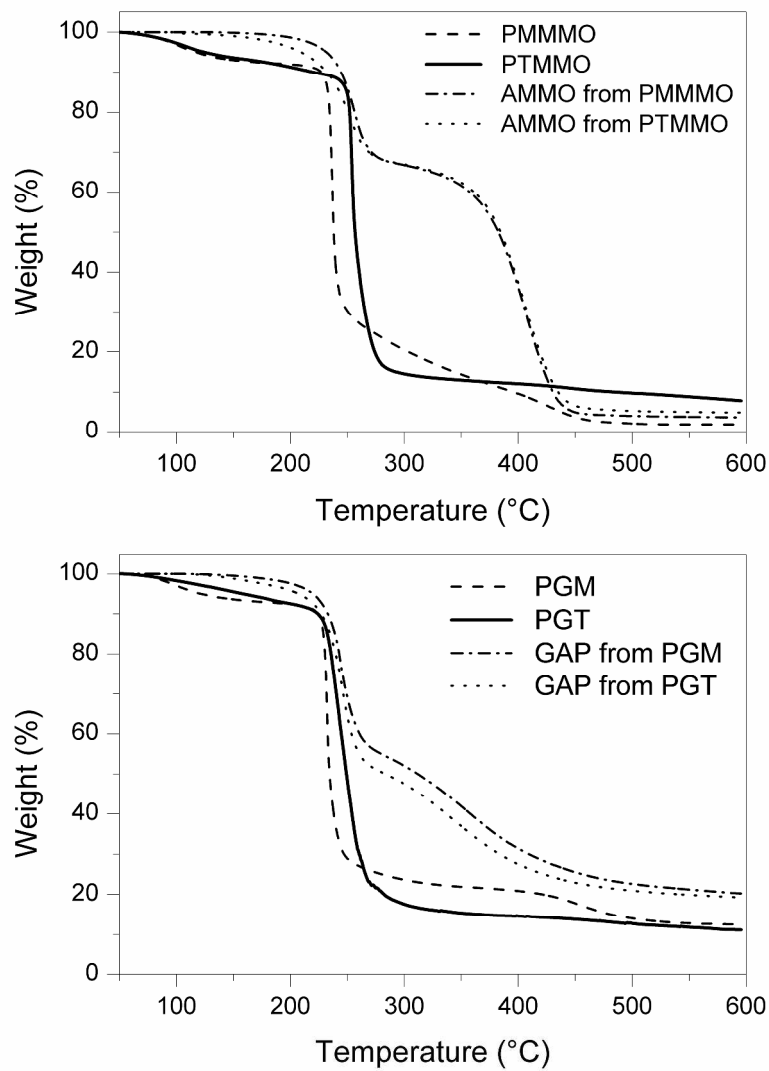 100
80
60
40
20
0
Weight (%)
PMMMO
PTMMO
AMMO from PMMMO
AMMO from PTMMO
100 200 300 400 500 600
Temperature (°C)
100
80
60
40
20
0
Weight (%)
PGM
PGT
GAP from PGM
GAP from PGT
100 200 300 400 500 600
Temperature (°C)